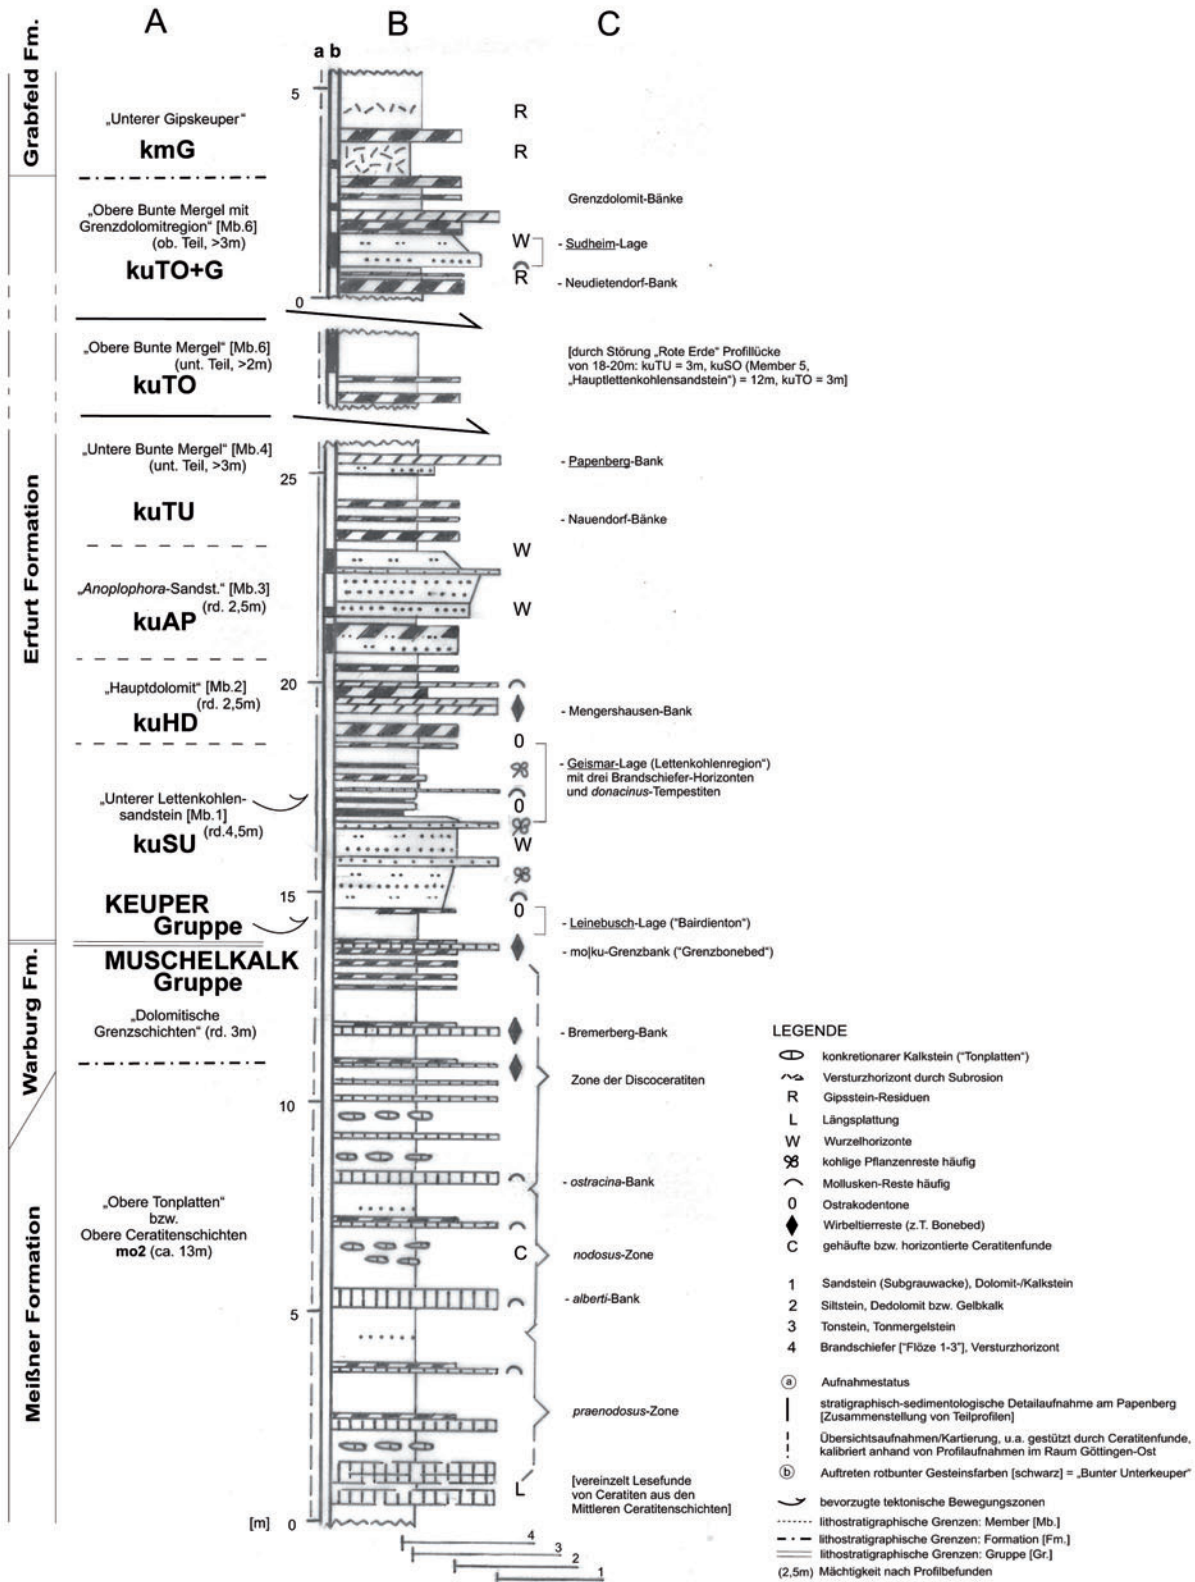 A
B
C
a b
Grabfeld Fm.
Erfurt Formation
Warburg Fm.
Meißner Formation
„Unterer Gipskeuper“
kmG
„Obere Bunte Mergel mit
Grenzdolomitregion“ [Mb.6]
(ob. Teil, >3m)
kuTO+G
„Obere Bunte Mergel“ [Mb.6]
(unt. Teil, >2m)
kuTO
„Untere Bunte Mergel“ [Mb.4]
(unt. Teil, >3m)
kuTU
„Anoplophora-Sandst.“ [Mb.3]
(rd. 2,5m)
kuAP
„Hauptdolomit“ [Mb.2]
(rd. 2,5m)
kuHD
„Unterer Lettenkohlen-
sandstein [Mb.1]
(rd.4,5m)
kuSU
KEUPER
Gruppe
MUSCHELKALK
Gruppe
„Dolomitische
Grenzschichten“ (rd. 3m)
„Obere Tonplatten“
bzw.
Obere Ceratitenschichten
mo2 (ca. 13m)
5
0
25
20
15
10
5
[m] 0
R
R
W
R
W
W
0
0
W
0
C
L
4
3
2
1
Grenzdolomit-Bänke
- Sudheim-Lage
- Neudietendorf-Bank
[durch Störung „Rote Erde“ Profillücke
von 18-20m: kuTU = 3m, kuSO (Member 5,
„Hauptlettenkohlensandstein“) = 12m, kuTO = 3m]
- Papenberg-Bank
- Nauendorf-Bänke
- Mengershausen-Bank
- Geismar-Lage (Lettenkohlenregion“)
mit drei Brandschiefer-Horizonten
und donacinus-Tempestiten
- Leinebusch-Lage (“Bairdienton“)
- mo|ku-Grenzbank (“Grenzbonebed“)
- Bremerberg-Bank
Zone der Discoceratiten
- ostracina-Bank
nodosus-Zone
- alberti-Bank
praenodosus-Zone
[vereinzelt Lesefunde
von Ceratiten aus den
Mittleren Ceratitenschichten]
LEGENDE
konkretionarer Kalkstein (“Tonplatten“)
Versturzhorizont durch Subrosion
R Gipsstein-Residuen
L Längsplattung
W Wurzelhorizonte
kohlige Pflanzenreste häufig
Mollusken-Reste häufig
0 Ostrakodentone
Wirbeltierreste (z.T. Bonebed)
C gehäufte bzw. horizontierte Ceratitenfunde
1 Sandstein (Subgrauwacke), Dolomit-/Kalkstein
2 Siltstein, Dedolomit bzw. Gelbkalk
3 Tonstein, Tonmergelstein
4 Brandschiefer [“Flöze 1-3“], Versturzhorizont
a Aufnahmestatus
stratigraphisch-sedimentologische Detailaufnahme am Papenberg
[Zusammenstellung von Teilprofilen]
Übersichtsaufnahmen/Kartierung, u.a. gestützt durch Ceratitenfunde,
kalibriert anhand von Profilaufnahmen im Raum Göttingen-Ost
b Auftreten rotbunter Gesteinsfarben [schwarz] = „Bunter Unterkeuper“
bevorzugte tektonische Bewegungszonen
lithostratigraphische Grenzen: Member [Mb.]
lithostratigraphische Grenzen: Formation [Fm.]
lithostratigraphische Grenzen: Gruppe [Gr.]
(2,5m) Mächtigkeit nach Profilbefunden